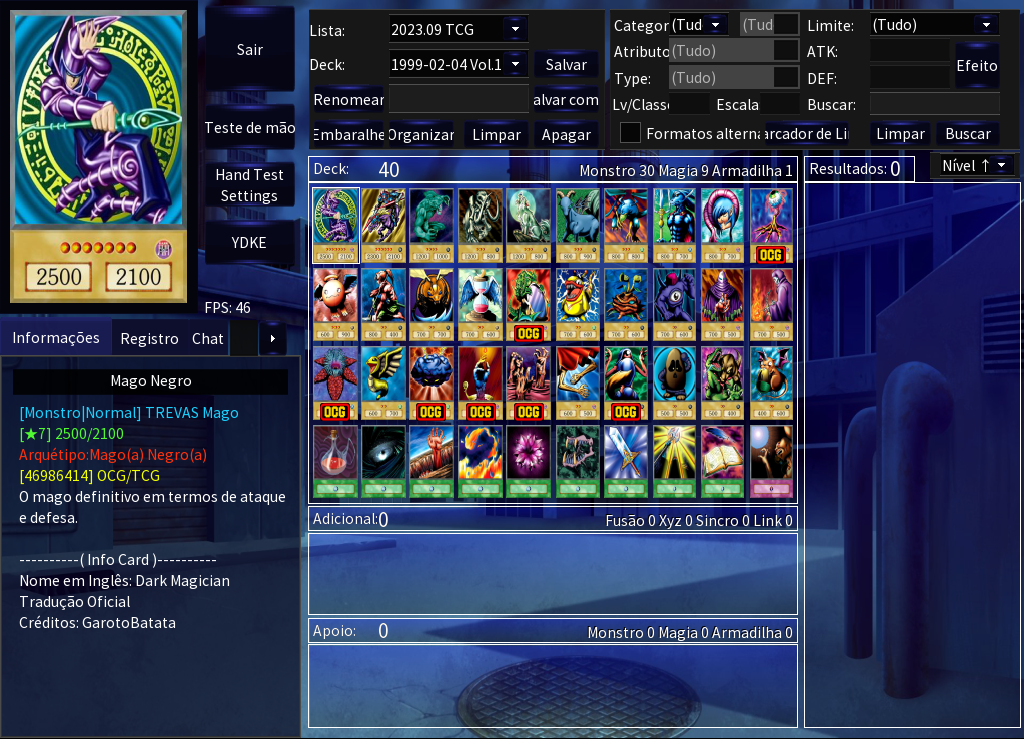 Sair
Teste de mão
Hand Test
Settings
YDKE
FPS: 46
2500 2100
Informações Registro Chat
Mago Negro
[Monstro|Normal] TREVAS Mago
[★7] 2500/2100
Arquétipo:Mago(a) Negro(a)
[46986414] OCG/TCG
O mago definitivo em termos de ataque
e defesa.
----------( Info Card )----------
Nome em Inglês: Dark Magician
Tradução Oficial
Créditos: GarotoBatata
Lista: 2023.09 TCG
Deck: 1999-02-04 Vol.1 Salvar
Renomear alvar com
Embaralhe Organizar Limpar Apagar
Categor (Tud (Tud Limite: (Tudo)
Atributo (Tudo) ATK:
Type: (Tudo) DEF: Efeito
Lv/Classe Escala Buscar:
Formatos alterna arcador de Li Limpar Buscar
Deck: 40 Monstro 30 Magia 9 Armadilha 1
Resultados: 0 Nível ↑
OCG
OCG
OCG OCG OCG OCG OCG
Adicional: 0 Fusão 0 Xyz 0 Sincro 0 Link 0
Apoio: 0 Monstro 0 Magia 0 Armadilha 0